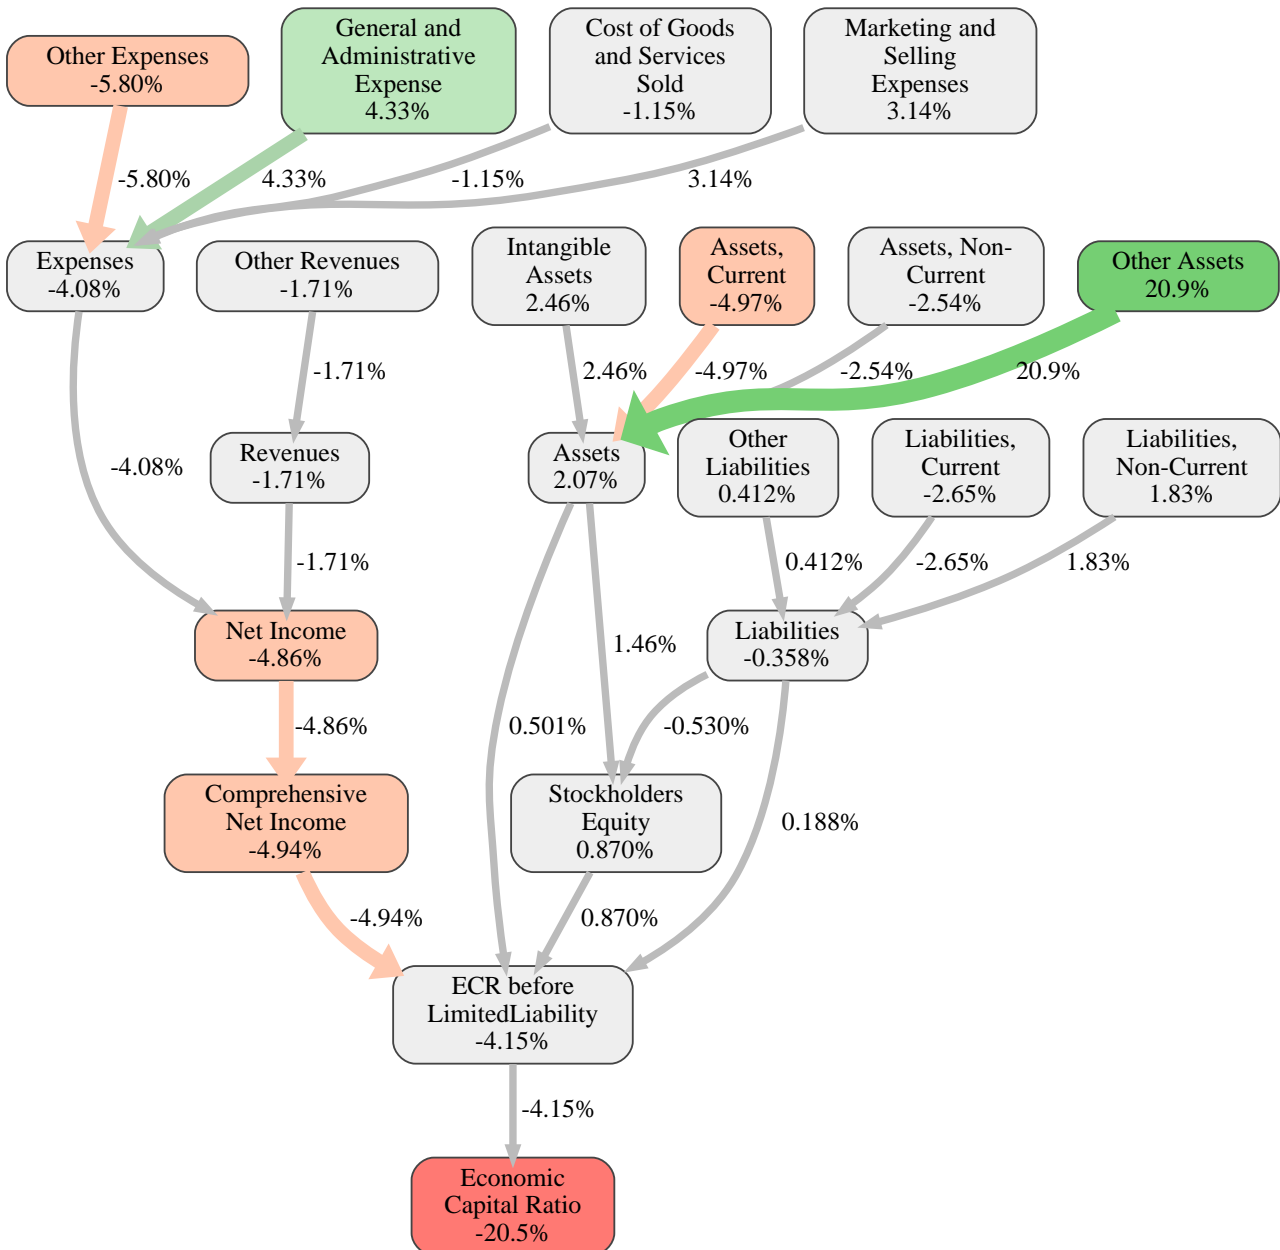 Other Expenses
-5.80%
General and
Administrative
Expense
4.33%
Cost of Goods
and Services
Sold
-1.15%
Marketing and
Selling
Expenses
3.14%
-5.80%
4.33%
-1.15%
3.14%
Expenses
-4.08%
Other Revenues
-1.71%
Intangible
Assets
2.46%
Assets,
Current
-4.97%
Assets, Non-
Current
-2.54%
Other Assets
20.9%
-1.71%
2.46%
-4.97%
-2.54%
20.9%
-4.08%
Revenues
-1.71%
Assets
2.07%
Other
Liabilities
0.412%
Liabilities,
Current
-2.65%
Liabilities,
Non-Current
1.83%
-1.71%
0.412%
-2.65%
1.83%
Net Income
-4.86%
1.46%
Liabilities
-0.358%
-4.86%
0.501%
-0.530%
Comprehensive
Net Income
-4.94%
Stockholders
Equity
0.870%
0.188%
-4.94%
0.870%
ECR before
LimitedLiability
-4.15%
-4.15%
Economic
Capital Ratio
-20.5%